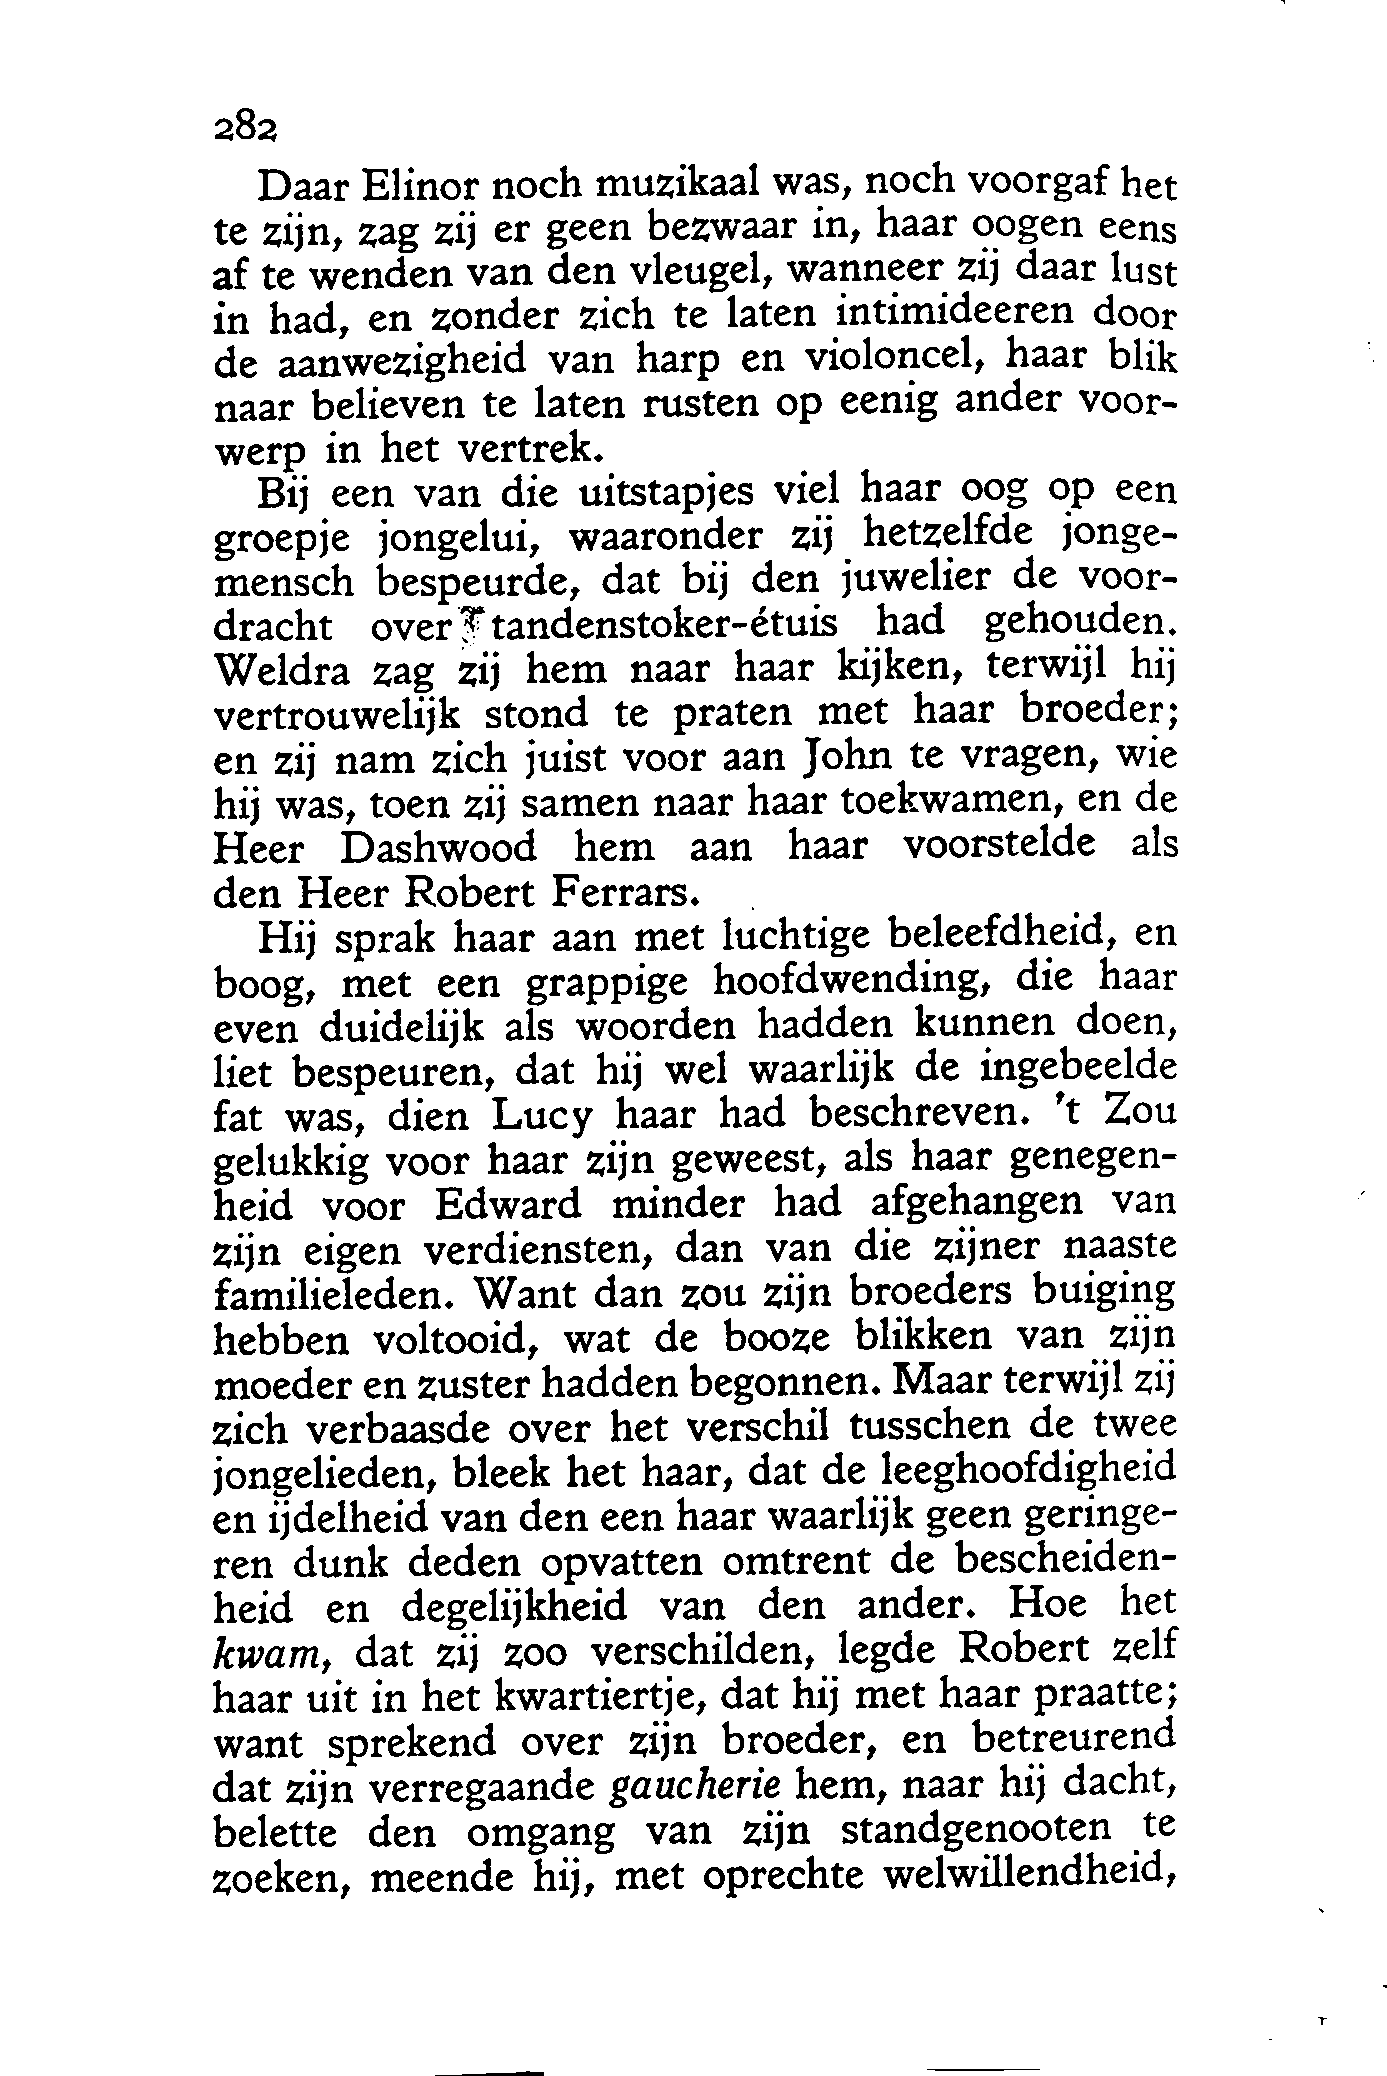 282
Daar Elinor noch muzikaal was, noch voorgaf het
te zijn, zag zij er geen bezwaar in, haar oogen eens
af te wenden van den vleugel, wanneer zij daar lust
in had, en zonder zich te laten intimideeren door
de aanwezigheid van harp en violoncel, haar blik
naar believen te laten rusten op eenig ander voor-
werp in het vertrek.
Bij een van die uitstapjes viel haar oog op een
groepje jongelui, waaronder zij hetzelfde jonge-
mensch bespeurde, dat bij den juwelier de voor-
dracht over tandenstoker-étuis had gehouden.
Weldra zag zij hem naar haar kijken, terwijl hij
vertrouwelijk stond te praten met haar broeder;
en zij nam zich juist voor aan John te vragen, wie
hij was, toen zij samen naar haar toekwamen, en de
Heer Dashwood hem aan haar voorstelde als
den Heer Robert Ferrars.
Hij sprak haar aan met luchtige beleefdheid, en
boog, met een grappige hoofdwending, die haar
even duidelijk als woorden hadden kunnen doen,
liet bespeuren, dat hij wel waarlijk de ingebeelde
fat was, dien Lucy haar had beschreven. 't Zou
gelukkig voor haar zijn geweest, als haar genegen-
heid voor Edward minder had afgehangen van
zijn eigen verdiensten, dan van die zijner naaste
familieleden. Want dan zou zijn broeders buiging
hebben voltooid, wat de booze blikken van zijn
moeder en zuster hadden begonnen. Maar terwijl zij
zich verbaasde over het verschil tusschen de twee
jongelieden, bleek het haar, dat de leeghoofdigheid
en ijdelheid van den een haar waarlijk geen geringe-
ren dunk deden opvatten omtrent de bescheiden-
heid en degelijkheid van den ander. Hoe het
kwam, dat zij zoo verschilden, legde Robert zelf
haar uit in het kwartiertje, dat hij met haar praatte;
want sprekend over zijn broeder, en betreurend
dat zijn verregaande gaucherie hem, naar hij dacht,
belette den omgang van zijn standgenooten te
zoeken, meende hij, met oprechte welwillendheid,